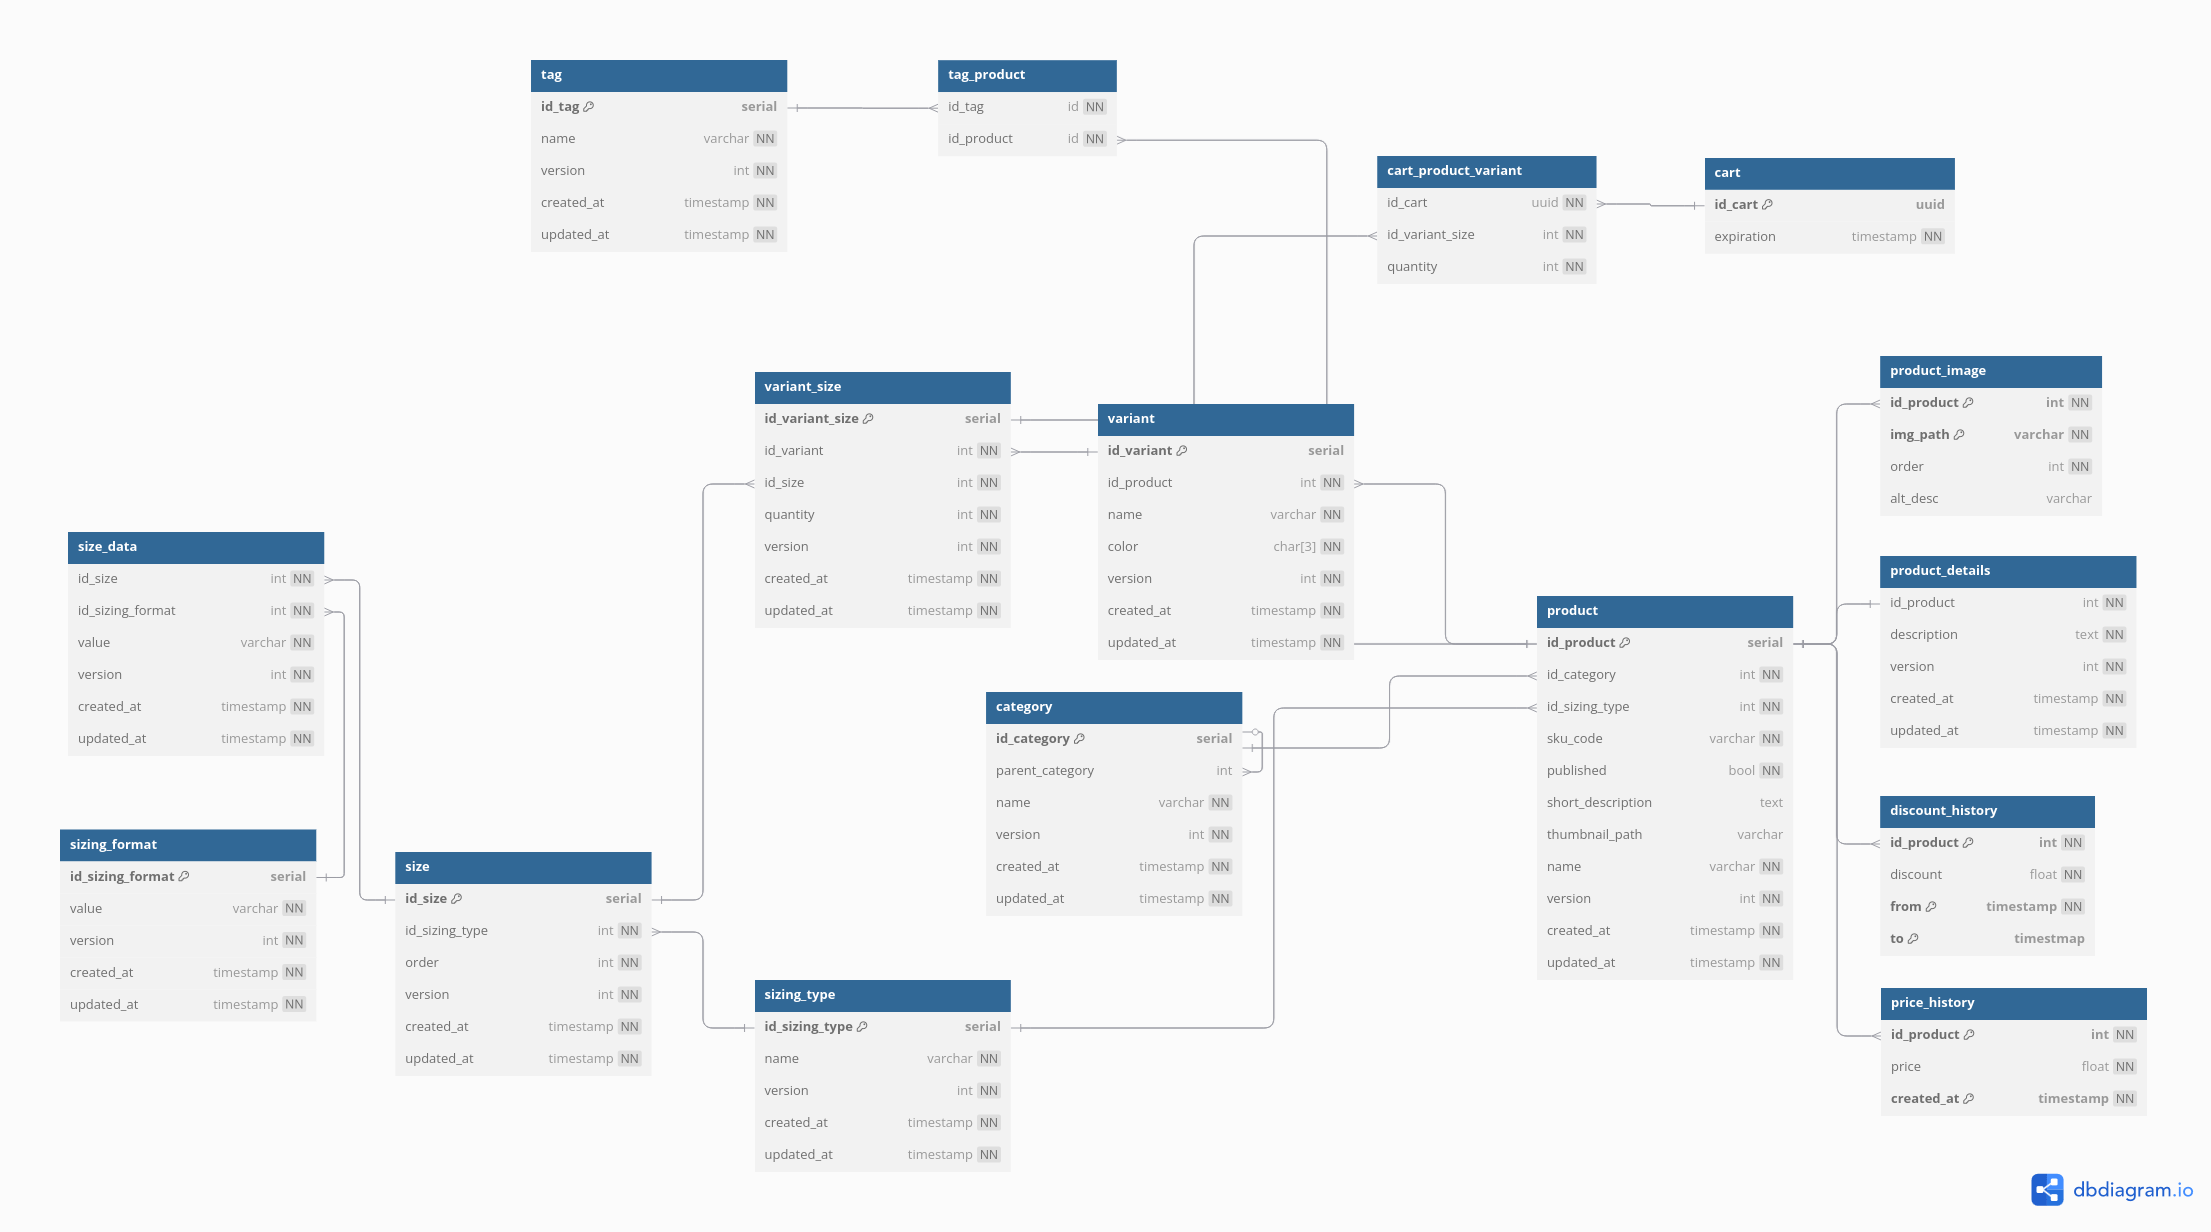 tag
id_tag serial
name varchar NN
version int NN
created_at timestamp NN
updated_at timestamp NN
tag_product
id_tag id NN
id_product id NN
cart_product_variant
id_cart uuid NN
id_variant_size int NN
quantity int NN
cart
id_cart uuid
expiration timestamp NN
variant_size
id_variant_size serial
id_variant int NN
id_size int NN
quantity int NN
version int NN
created_at timestamp NN
updated_at timestamp NN
variant
id_variant serial
id_product int NN
name varchar NN
color char[3] NN
version int NN
created_at timestamp NN
updated_at timestamp NN
product_image
id_product int NN
img_path varchar NN
order int NN
alt_desc varchar
size_data
id_size int NN
id_sizing_format int NN
value varchar NN
version int NN
created_at timestamp NN
updated_at timestamp NN
product_details
id_product int NN
description text NN
version int NN
created_at timestamp NN
updated_at timestamp NN
product
id_product serial
id_category int NN
id_sizing_type int NN
sku_code varchar NN
published bool NN
short_description text
thumbnail_path varchar
name varchar NN
version int NN
created_at timestamp NN
updated_at timestamp NN
category
id_category serial
parent_category int
name varchar NN
version int NN
created_at timestamp NN
updated_at timestamp NN
discount_history
id_product int NN
discount float NN
from timestamp NN
to timestmap
sizing_format
id_sizing_format serial
value varchar NN
version int NN
created_at timestamp NN
updated_at timestamp NN
size
id_size serial
id_sizing_type int NN
order int NN
version int NN
created_at timestamp NN
updated_at timestamp NN
sizing_type
id_sizing_type serial
name varchar NN
version int NN
created_at timestamp NN
updated_at timestamp NN
price_history
id_product int NN
price float NN
created_at timestamp NN
dbdiagram.io